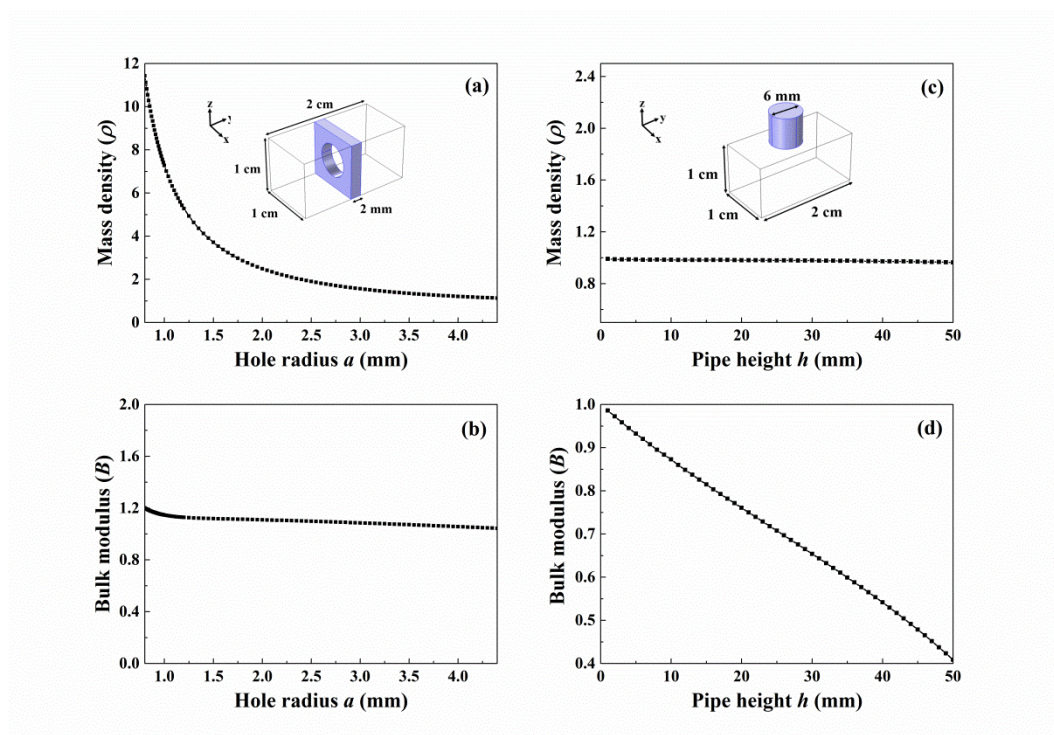 (a)
Mass density (ρ)
12
10
8
6
4
2
0
1.0 1.5 2.0 2.5 3.0 3.5 4.0
Hole radius a (mm)
z
y
x
2 cm
1 cm
1 cm
2 mm
(c)
Mass density (ρ)
2.4
2.0
1.6
1.2
0.8
0 10 20 30 40 50
Pipe height h (mm)
z
y
x
6 mm
1 cm
1 cm
2 cm
(b)
Bulk modulus (B)
2.0
1.6
1.2
0.8
0.4
0.0
1.0 1.5 2.0 2.5 3.0 3.5 4.0
Hole radius a (mm)
(d)
Bulk modulus (B)
1.0
0.9
0.8
0.7
0.6
0.5
0.4
0 10 20 30 40 50
Pipe height h (mm)